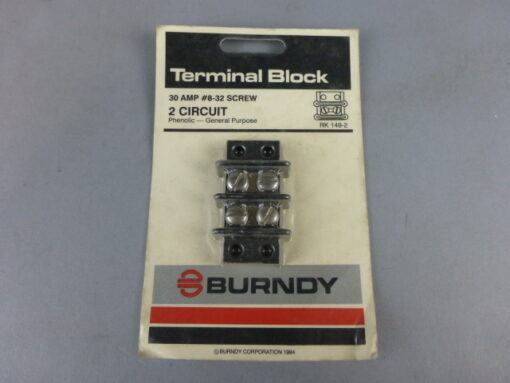 Terminal Block
30 AMP #8-32 SCREW
2 CIRCUIT
Phenolic — General Purpose
RK 149-2
BURNDY
© BURNDY CORPORATION 1984